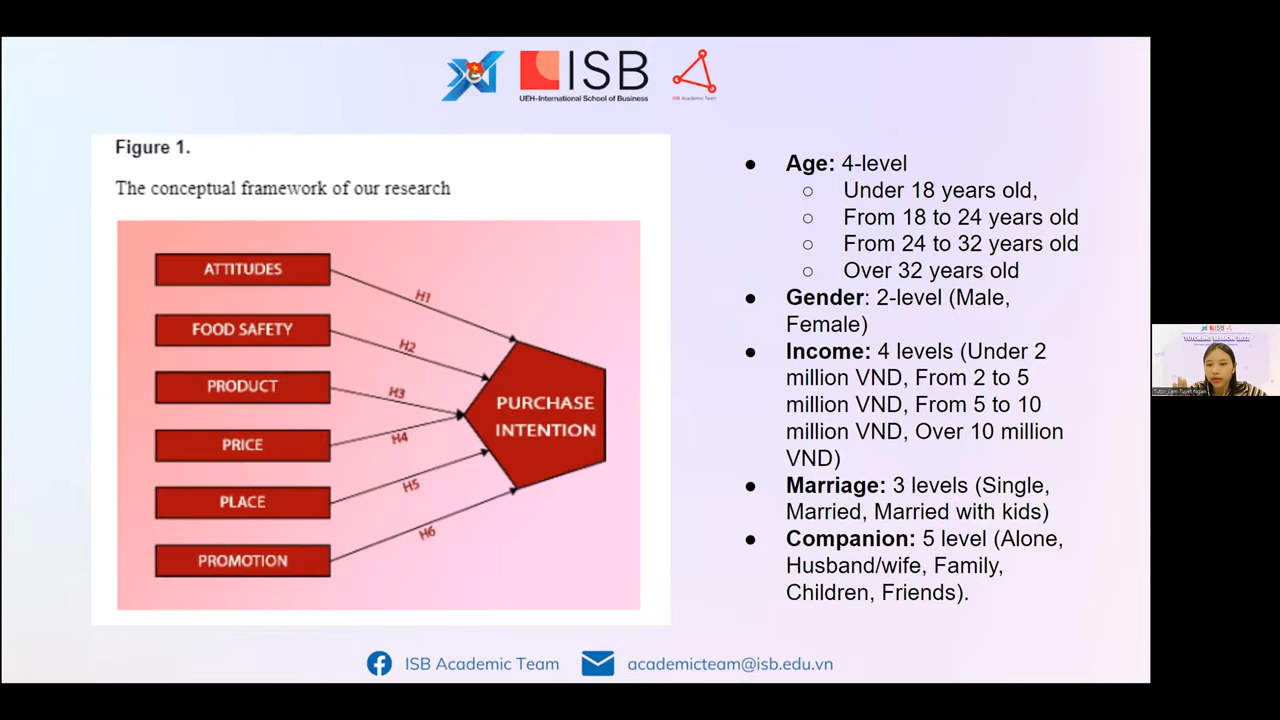 ISB
UEH-International School of Business
ISB Academic Team
Figure 1.
The conceptual framework of our research
ATTITUDES
FOOD SAFETY
PRODUCT
PRICE
PLACE
PROMOTION
H1
H2
H3
H4
H5
H6
PURCHASE
INTENTION
● Age: 4-level
○ Under 18 years old,
○ From 18 to 24 years old
○ From 24 to 32 years old
○ Over 32 years old
● Gender: 2-level (Male,
Female)
● Income: 4 levels (Under 2
million VND, From 2 to 5
million VND, From 5 to 10
million VND, Over 10 million
VND)
● Marriage: 3 levels (Single,
Married, Married with kids)
● Companion: 5 level (Alone,
Husband/wife, Family,
Children, Friends).
ISB Academic Team
academicteam@isb.edu.vn
ISB
Tutor_Lam Tuyet Ngan